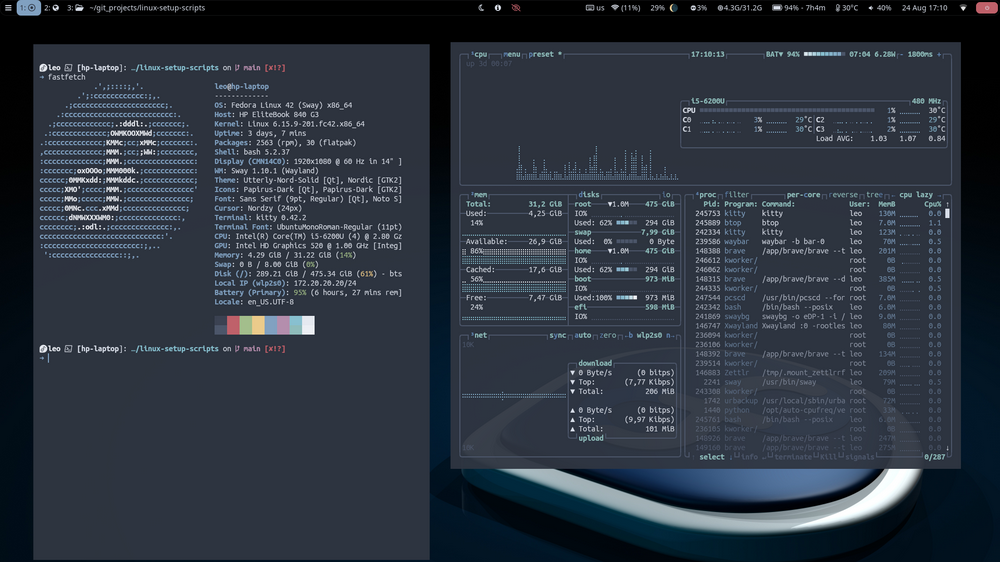 1: 2: 3: ~/git_projects/linux-setup-scripts us (11%) 29% 3% 4.3G/31.2G 94% - 7h4m 30°C 40% 24 Aug 17:10
leo [hp-laptop]: …/linux-setup-scripts on main [✘!?]
➜ fastfetch
leo@hp-laptop
-------------
OS: Fedora Linux 42 (Sway) x86_64
Host: HP EliteBook 840 G3
Kernel: Linux 6.15.9-201.fc42.x86_64
Uptime: 3 days, 7 mins
Packages: 2563 (rpm), 30 (flatpak)
Shell: bash 5.2.37
Display (CMN14C0): 1920x1080 @ 60 Hz in 14" ]
WM: Sway 1.10.1 (Wayland)
Theme: Utterly-Nord-Solid [Qt], Nordic [GTK2]
Icons: Papirus-Dark [Qt], Papirus-Dark [GTK2]
Font: Sans Serif (9pt, Regular) [Qt], Noto S]
Cursor: Nordzy (24px)
Terminal: kitty 0.42.2
Terminal Font: UbuntuMonoRoman-Regular (11pt)
CPU: Intel(R) Core(TM) i5-6200U (4) @ 2.80 Gz
GPU: Intel HD Graphics 520 @ 1.00 GHz [Integ]
Memory: 4.29 GiB / 31.22 GiB (14%)
Swap: 0 B / 8.00 GiB (0%)
Disk (/): 289.21 GiB / 475.34 GiB (61%) - bts
Local IP (wlp2s0): 172.20.20.20/24
Battery (Primary): 95% (6 hours, 27 mins rem]
Locale: en_US.UTF-8
leo [hp-laptop]: …/linux-setup-scripts on main [✘!?]
➜
¹cpu menu preset * 17:10:13 BAT▼ 94% 07:04 6.28W - 1800ms +
up 3d 00:07
i5-6200U 480 MHz
CPU 1% 30°C
C0 3% 29°C C2 2% 29°C
C1 1% 30°C C3 1% 30°C
Load AVG: 1.03 1.07 0.84
²mem disks io
Total: 31,2 GiB
Used: 4,25 GiB
14%
Available: 26,9 GiB
86%
Cached: 17,6 GiB
56%
Free: 7,47 GiB
24%
root ▼1.0M 475 GiB
IO%
Used: 62% 294 GiB
swap 7,99 GiB
Used: 0% 0 Byte
home ▼1.0M 475 GiB
IO%
Used: 62% 294 GiB
boot 973 MiB
IO%
Used:100% 973 MiB
efi 598 MiB
IO%
³net sync auto zero b wlp2s0 n
10K
download
▼ 0 Byte/s (0 bitps)
▼ Top: (7,77 Kibps)
▼ Total: 206 MiB
▲ 0 Byte/s (0 bitps)
▲ Top: (9,97 Kibps)
▲ Total: 101 MiB
upload
10K
⁴proc filter per-core reverse tree cpu lazy
Pid: Program: Command: User: MemB Cpu% ↑
245753 kitty kitty leo 130M 0.0
245889 btop btop leo 7.0M 1.1
242334 kitty kitty leo 123M 0.0
239586 waybar waybar -b bar-0 leo 70M 0.5
148388 brave /app/brave/brave --t leo 201M 0.0
246612 kworker/ root 0B 0.0
246062 kworker/ root 0B 0.0
148315 brave /app/brave/brave --d leo 385M 0.5
244335 kworker/ root 0B 0.5
247544 pcscd /usr/bin/pcscd --for root 7.0M 0.0
242342 bash /bin/bash --posix leo 6.0M 0.0
241869 swaybg swaybg -o eDP-1 -i / leo 9.0M 0.0
146747 Xwayland Xwayland :0 -rootles leo 80M 0.0
236094 kworker/ root 0B 0.0
236106 kworker/ root 0B 0.0
148392 brave /app/brave/brave --t leo 134M 0.0
239514 kworker/ root 0B 0.0
146883 Zettlr /tmp/.mount_zettlrrf leo 209M 0.0
2241 sway /usr/bin/sway leo 79M 0.5
243308 kworker/ root 0B 0.0
1742 urbackup /usr/local/sbin/urba root 0.0
1440 python /opt/auto-cpufreq/ve root 33M 0.0
245761 bash /bin/bash --posix leo 0.0
236105 kworker/ root 0B 0.0
148926 brave /app/brave/brave --t leo 247M 0.0
149160 brave /app/brave/brave --t leo 0.0
select ↓ info terminate Kill signals 0/287